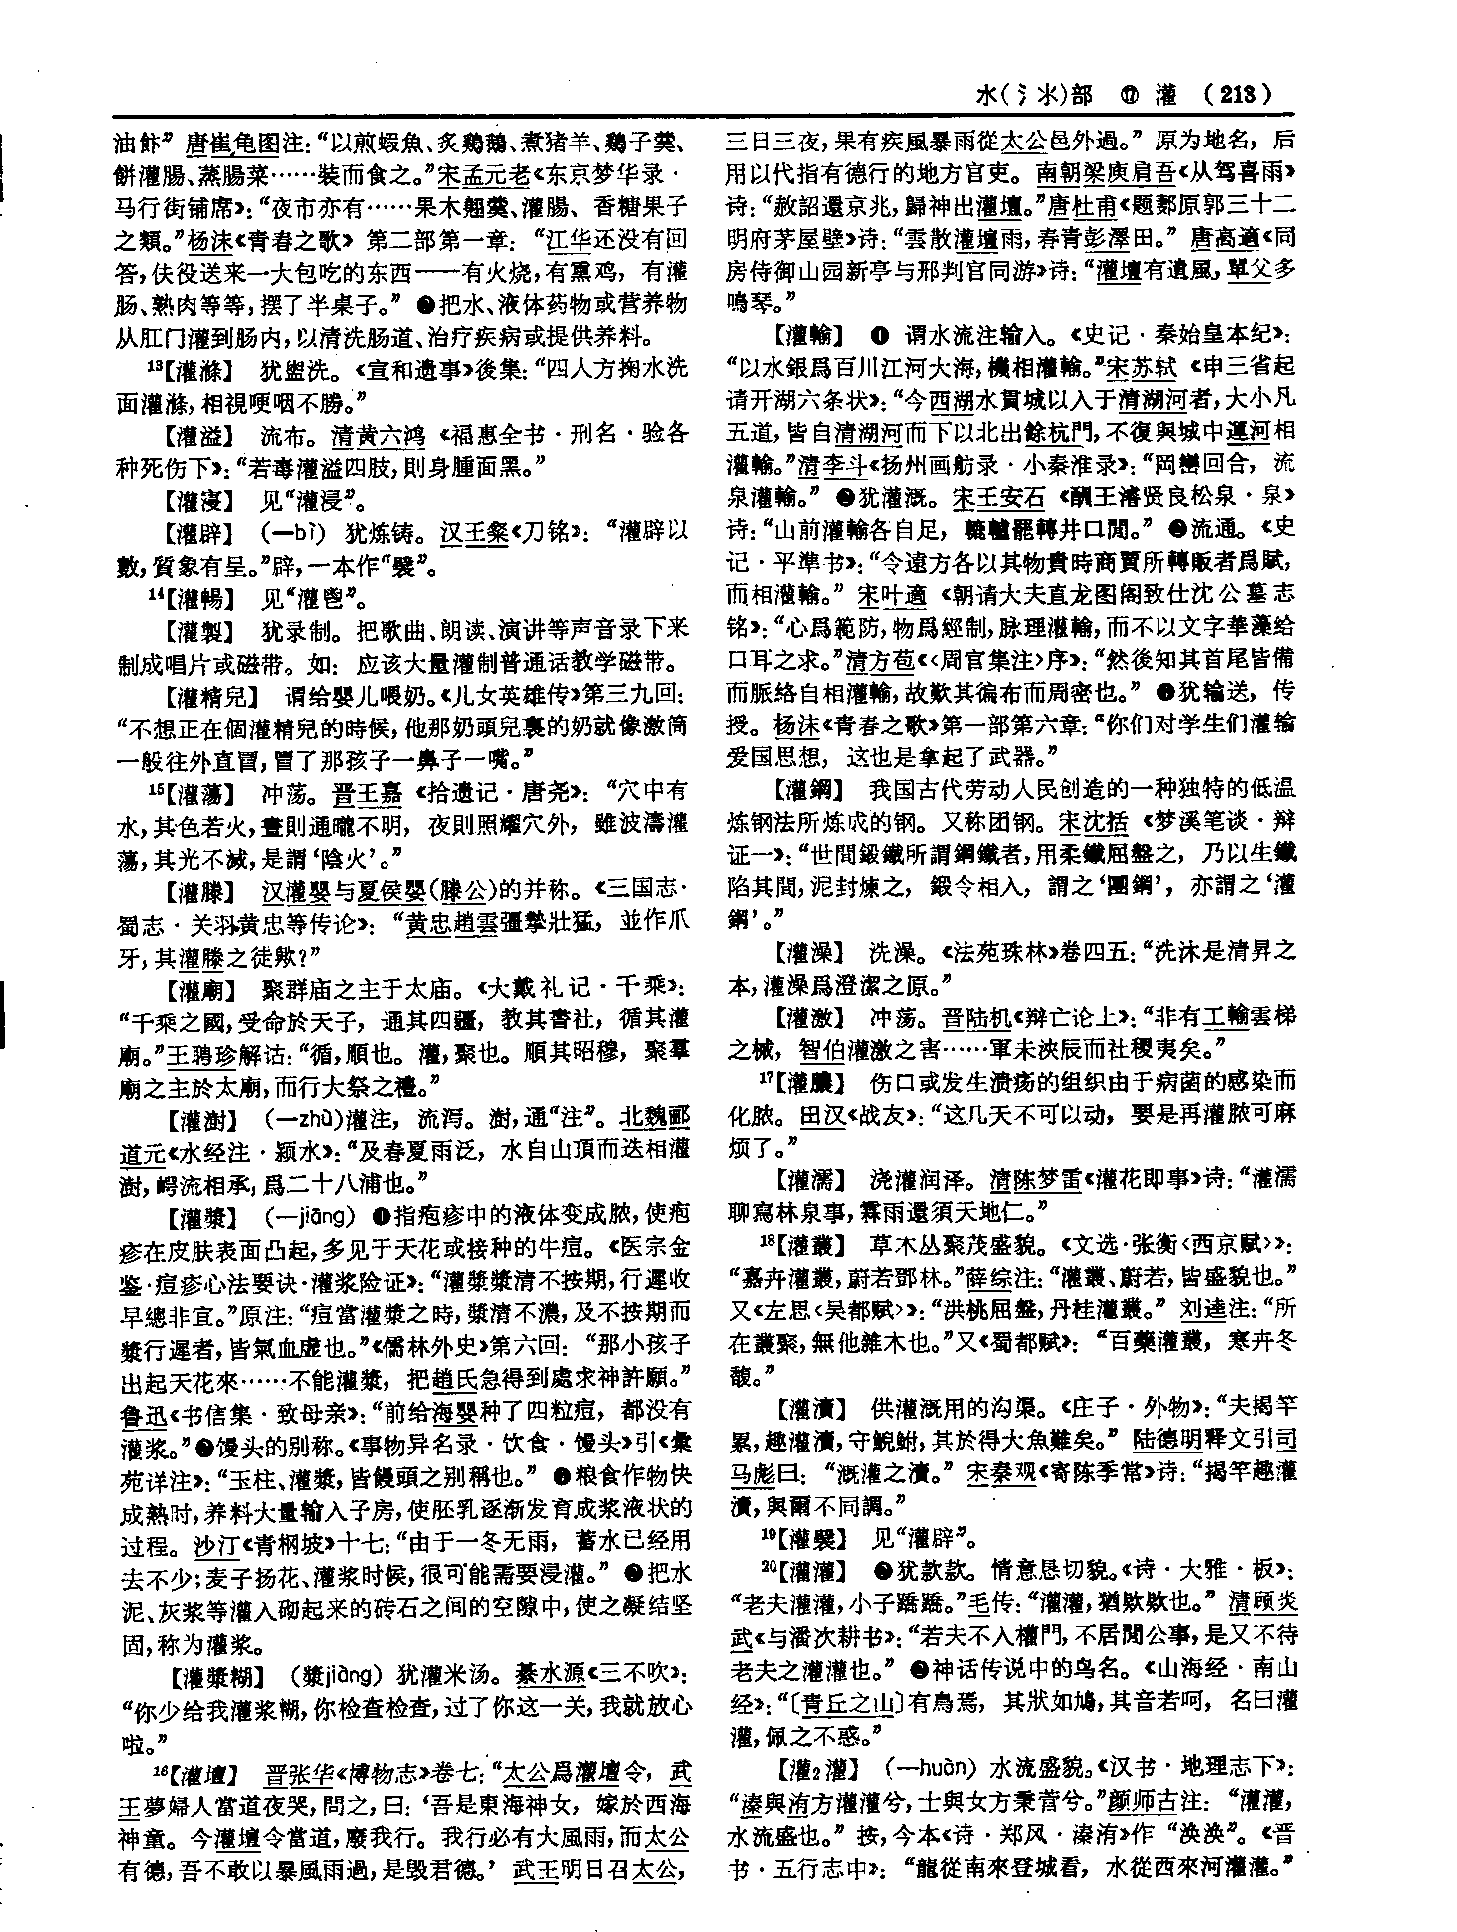 水(氵氺)部 ⑰ 灌 (213)
油飰” 唐崔龟图注：“以煎蝦魚、炙鷄鵝、煮猪羊、鷄子羹、
餅灌腸、蒸腸菜……裝而食之。”宋孟元老《东京梦华录·
马行街铺席》：“夜市亦有……果木翹羹、灌腸、香糖果子
之類。”杨沫《青春之歌》第二部第一章：“江华还没有回
答，伕役送来一大包吃的东西——有火烧，有熏鸡，有灌
肠、熟肉等等，摆了半桌子。” ❷把水、液体药物或营养物
从肛门灌到肠内，以清洗肠道、治疗疾病或提供养料。
13【灌滌】 犹盥洗。《宣和遗事》後集：“四人方掬水洗
面灌滌，相視哽咽不勝。”
【灌溢】 流布。清黄六鸿《福惠全书·刑名·验各
种死伤下》：“若毒灌溢四肢，則身腫面黑。”
【灌寖】 见“灌浸”。
【灌辟】 (—bì) 犹炼铸。汉王粲《刀铭》：“灌辟以
數，質象有呈。”辟，一本作“襞”。
14【灌暢】 见“灌鬯”。
【灌製】 犹录制。把歌曲、朗读、演讲等声音录下来
制成唱片或磁带。如：应该大量灌制普通话教学磁带。
【灌精兒】 谓给婴儿喂奶。《儿女英雄传》第三九回：
“不想正在個灌精兒的時候，他那奶頭兒裏的奶就像激筒
一般往外直冒，冒了那孩子一鼻子一嘴。”
15【灌蕩】 冲荡。晋王嘉《拾遗记·唐尧》：“穴中有
水，其色若火，晝則通曨不明，夜則照耀穴外，雖波濤灌
蕩，其光不滅，是謂‘陰火’。”
【灌滕】 汉灌婴与夏侯婴(滕公)的并称。《三国志·
蜀志·关羽黄忠等传论》：“黄忠趙雲彊摯壯猛，並作爪
牙，其灌滕之徒歟？”
【灌廟】 聚群庙之主于太庙。《大戴礼记·千乘》：
“千乘之國，受命於天子，通其四疆，教其書社，循其灌
廟。”王聘珍解诂：“循，順也。灌，聚也。順其昭穆，聚羣
廟之主於太廟，而行大祭之禮。”
【灌澍】 (—zhù)灌注，流泻。澍，通“注”。北魏郦
道元《水经注·颍水》：“及春夏雨泛，水自山頂而迭相灌
澍，崿流相承，爲二十八浦也。”
【灌漿】 (—jiāng) ❶指疱疹中的液体变成脓，使疱
疹在皮肤表面凸起，多见于天花或接种的牛痘。《医宗金
鉴·痘疹心法要诀·灌浆险证》：“灌漿漿清不按期，行遲收
早總非宜。”原注：“痘當灌漿之時，漿清不濃，及不按期而
漿行遲者，皆氣血虚也。”《儒林外史》第六回：“那小孩子
出起天花來……不能灌漿，把趙氏急得到處求神許願。”
鲁迅《书信集·致母亲》：“前给海婴种了四粒痘，都没有
灌浆。”❷馒头的别称。《事物异名录·饮食·馒头》引《彙
苑详注》：“玉柱、灌漿，皆饅頭之别稱也。” ❸粮食作物快
成熟时，养料大量输入子房，使胚乳逐渐发育成浆液状的
过程。沙汀《青枫坡》十七：“由于一冬无雨，蓄水已经用
去不少；麦子扬花、灌浆时候，很可能需要浸灌。” ❹把水
泥、灰浆等灌入砌起来的砖石之间的空隙中，使之凝结坚
固，称为灌浆。
【灌漿糊】 (漿jiàng) 犹灌米汤。綦水源《三不吹》：
“你少给我灌浆糊，你检查检查，过了你这一关，我就放心
啦。”
16【灌壇】 晋张华《博物志》卷七：“太公爲灌壇令，武
王夢婦人當道夜哭，問之，曰：‘吾是東海神女，嫁於西海
神童。今灌壇令當道，廢我行。我行必有大風雨，而太公
有德，吾不敢以暴風雨過，是毁君德。’ 武王明日召太公，
三日三夜，果有疾風暴雨從太公邑外過。” 原为地名，后
用以代指有德行的地方官吏。南朝梁庾肩吾《从驾喜雨》
诗：“赦詔還京兆，歸神出灌壇。”唐杜甫《题郪原郭三十二
明府茅屋壁》诗：“雲散灌壇雨，春青彭澤田。” 唐高適《同
房侍御山园新亭与邢判官同游》诗：“灌壇有遺風，單父多
鳴琴。”
【灌輸】 ❶ 谓水流注输入。《史记·秦始皇本纪》：
“以水銀爲百川江河大海，機相灌輸。”宋苏轼《申三省起
请开湖六条状》：“今西湖水貫城以入于清湖河者，大小凡
五道，皆自清湖河而下以北出餘杭門，不復與城中運河相
灌輸。”清李斗《扬州画舫录·小秦淮录》：“岡巒回合，流
泉灌輸。” ❷犹灌溉。宋王安石《酬王濬贤良松泉·泉》
诗：“山前灌輸各自足，轆轤罷轉井口閒。” ❸流通。《史
记·平準书》：“令遠方各以其物貴時商賈所轉販者爲賦，
而相灌輸。” 宋叶適《朝请大夫直龙图阁致仕沈公墓志
铭》：“心爲範防，物爲經制，脉理灌輸，而不以文字華藻给
口耳之求。”清方苞《〈周官集注〉序》：“然後知其首尾皆備
而脈絡自相灌輸，故歎其徧布而周密也。” ❹犹输送，传
授。杨沫《青春之歌》第一部第六章：“你们对学生们灌输
爱国思想，这也是拿起了武器。”
【灌鋼】 我国古代劳动人民创造的一种独特的低温
炼钢法所炼成的钢。又称团钢。宋沈括《梦溪笔谈·辩
证一》：“世間鍛鐵所謂鋼鐵者，用柔鐵屈盤之，乃以生鐵
陷其間，泥封煉之，鍛令相入，謂之‘團鋼’，亦謂之‘灌
鋼’。”
【灌澡】 洗澡。《法苑珠林》卷四五：“洗沐是清昇之
本，灌澡爲澄潔之原。”
【灌激】 冲荡。晋陆机《辩亡论上》：“非有工輸雲梯
之械，智伯灌激之害……軍未浹辰而社稷夷矣。”
17【灌膿】 伤口或发生溃疡的组织由于病菌的感染而
化脓。田汉《战友》：“这几天不可以动，要是再灌脓可麻
烦了。”
【灌濡】 浇灌润泽。清陈梦雷《灌花即事》诗：“灌濡
聊寫林泉事，霖雨還須天地仁。”
18【灌叢】 草木丛聚茂盛貌。《文选·张衡〈西京赋〉》：
“嘉卉灌叢，蔚若鄧林。”薛综注：“灌叢、蔚若，皆盛貌也。”
又《左思〈吴都赋〉》：“洪桃屈盤，丹桂灌叢。” 刘逵注：“所
在叢聚，無他雜木也。”又《蜀都赋》：“百藥灌叢，寒卉冬
馥。”
【灌瀆】 供灌溉用的沟渠。《庄子·外物》：“夫揭竿
累，趣灌瀆，守鯢鮒，其於得大魚難矣。” 陆德明释文引司
马彪曰：“溉灌之瀆。” 宋秦观《寄陈季常》诗：“揭竿趣灌
瀆，與爾不同調。”
19【灌襞】 见“灌辟”。
20【灌灌】 ❶犹款款。情意恳切貌。《诗·大雅·板》：
“老夫灌灌，小子蹻蹻。”毛传：“灌灌，猶欵欵也。” 清顾炎
武《与潘次耕书》：“若夫不入權門，不居閒公事，是又不待
老夫之灌灌也。” ❷神话传说中的鸟名。《山海经·南山
经》：“〔青丘之山〕有鳥焉，其狀如鳩，其音若呵，名曰灌
灌，佩之不惑。”
【灌2灌】 (—huàn) 水流盛貌。《汉书·地理志下》：
“溱與洧方灌灌兮，士與女方秉菅兮。”颜师古注：“灌灌，
水流盛也。” 按，今本《诗·郑风·溱洧》作“涣涣”。《晋
书·五行志中》：“龍從南來登城看，水從西來河灌灌。”